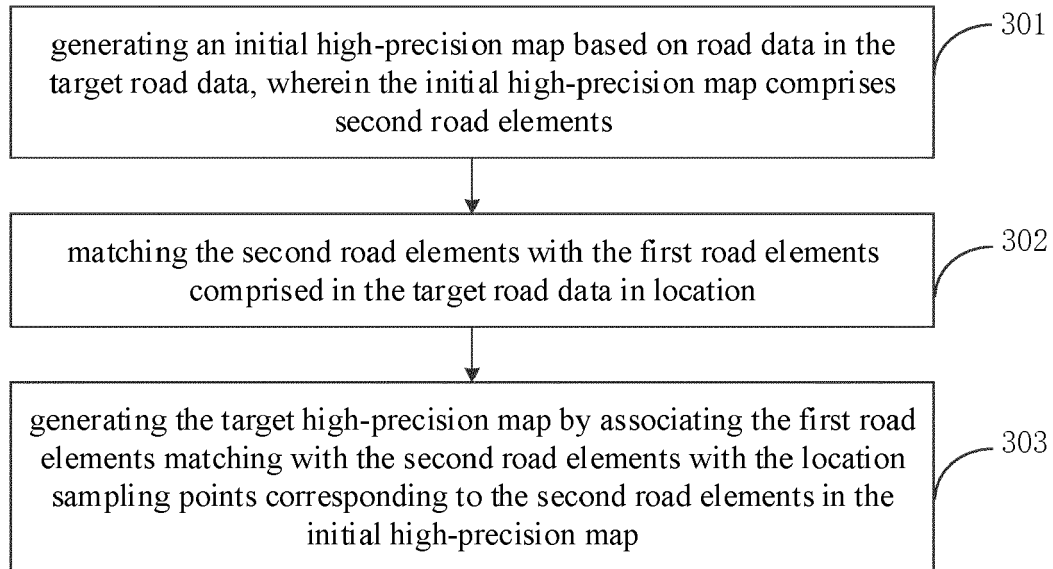 generating an initial high-precision map based on road data in the
target road data, wherein the initial high-precision map comprises
second road elements
301
matching the second road elements with the first road elements
comprised in the target road data in location
302
generating the target high-precision map by associating the first road
elements matching with the second road elements with the location
sampling points corresponding to the second road elements in the
initial high-precision map
303